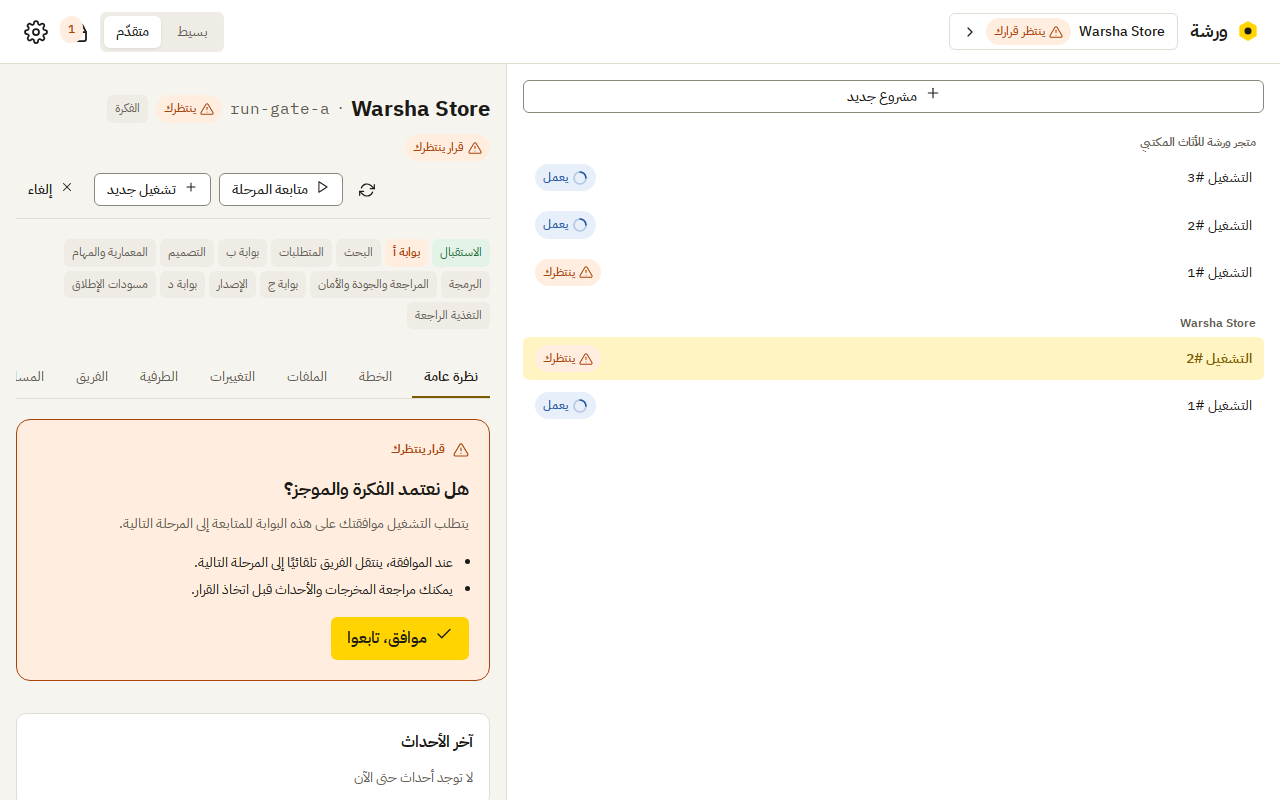 ورشة
Warsha Store
ينتظر قرارك
متقدّم
بسيط
1
مشروع جديد
متجر ورشة للأثاث المكتبي
التشغيل #3
يعمل
التشغيل #2
يعمل
التشغيل #1
ينتظرك
Warsha Store
التشغيل #2
ينتظرك
التشغيل #1
يعمل
Warsha Store · run-gate-a
ينتظرك
الفكرة
قرار ينتظرك
متابعة المرحلة
تشغيل جديد
إلغاء
الاستقبال بوابة أ البحث المتطلبات بوابة ب التصميم المعمارية والمهام
البرمجة المراجعة والجودة والأمان بوابة ج الإصدار بوابة د مسودات الإطلاق
التغذية الراجعة
نظرة عامة الخطة الملفات التغييرات الطرفية الفريق
قرار ينتظرك
هل نعتمد الفكرة والموجز؟
يتطلب التشغيل موافقتك على هذه البوابة للمتابعة إلى المرحلة التالية.
عند الموافقة، ينتقل الفريق تلقائيًا إلى المرحلة التالية.
يمكنك مراجعة المخرجات والأحداث قبل اتخاذ القرار.
موافق، تابعوا
آخر الأحداث
لا توجد أحداث حتى الآن